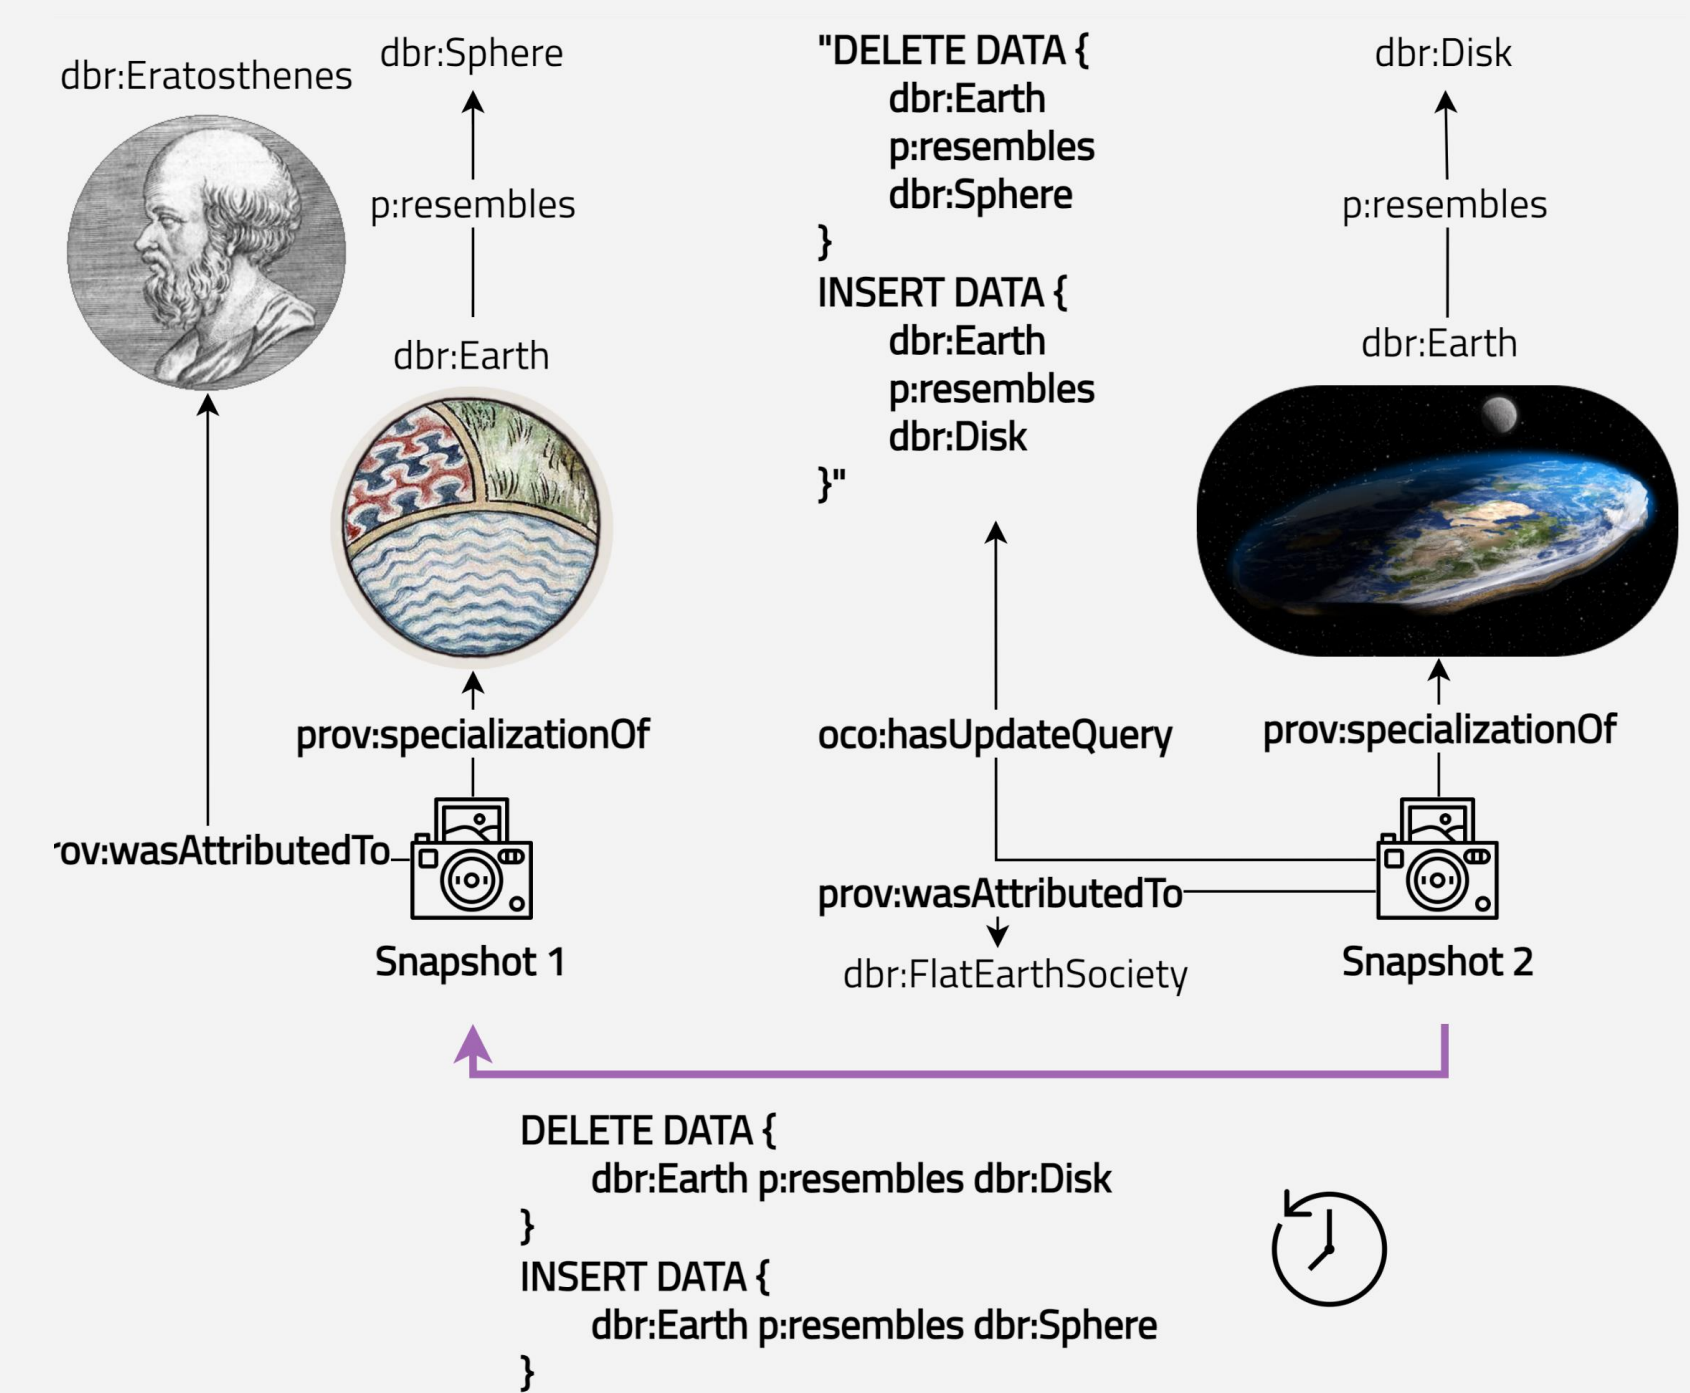 dbr:Eratosthenes
dbr:Sphere
p:resembles
dbr:Earth
prov:specializationOf
rov:wasAttributedTo
Snapshot 1
"DELETE DATA {
dbr:Earth
p:resembles
dbr:Sphere
}
INSERT DATA {
dbr:Earth
p:resembles
dbr:Disk
}"
oco:hasUpdateQuery
prov:wasAttributedTo
dbr:FlatEarthSociety
dbr:Disk
p:resembles
dbr:Earth
prov:specializationOf
Snapshot 2
DELETE DATA {
dbr:Earth p:resembles dbr:Disk
}
INSERT DATA {
dbr:Earth p:resembles dbr:Sphere
}